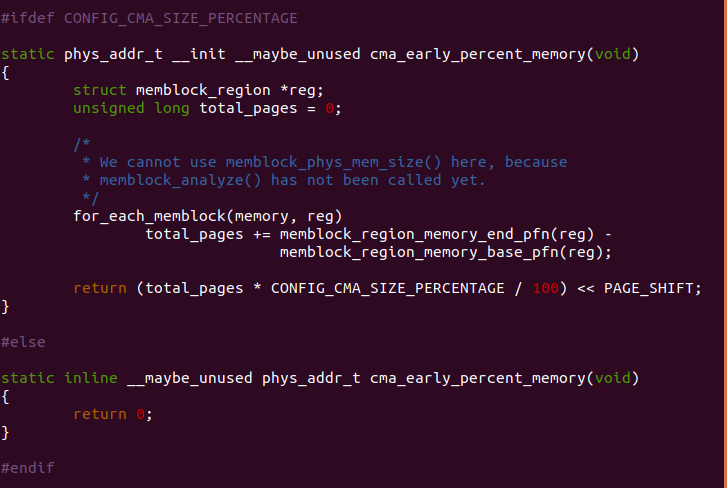 #ifdef CONFIG_CMA_SIZE_PERCENTAGE
static phys_addr_t __init __maybe_unused cma_early_percent_memory(void)
{
struct memblock_region *reg;
unsigned long total_pages = 0;
/*
* We cannot use memblock_phys_mem_size() here, because
* memblock_analyze() has not been called yet.
*/
for_each_memblock(memory, reg)
total_pages += memblock_region_memory_end_pfn(reg) -
memblock_region_memory_base_pfn(reg);
return (total_pages * CONFIG_CMA_SIZE_PERCENTAGE / 100) << PAGE_SHIFT;
}
#else
static inline __maybe_unused phys_addr_t cma_early_percent_memory(void)
{
return 0;
}
#endif